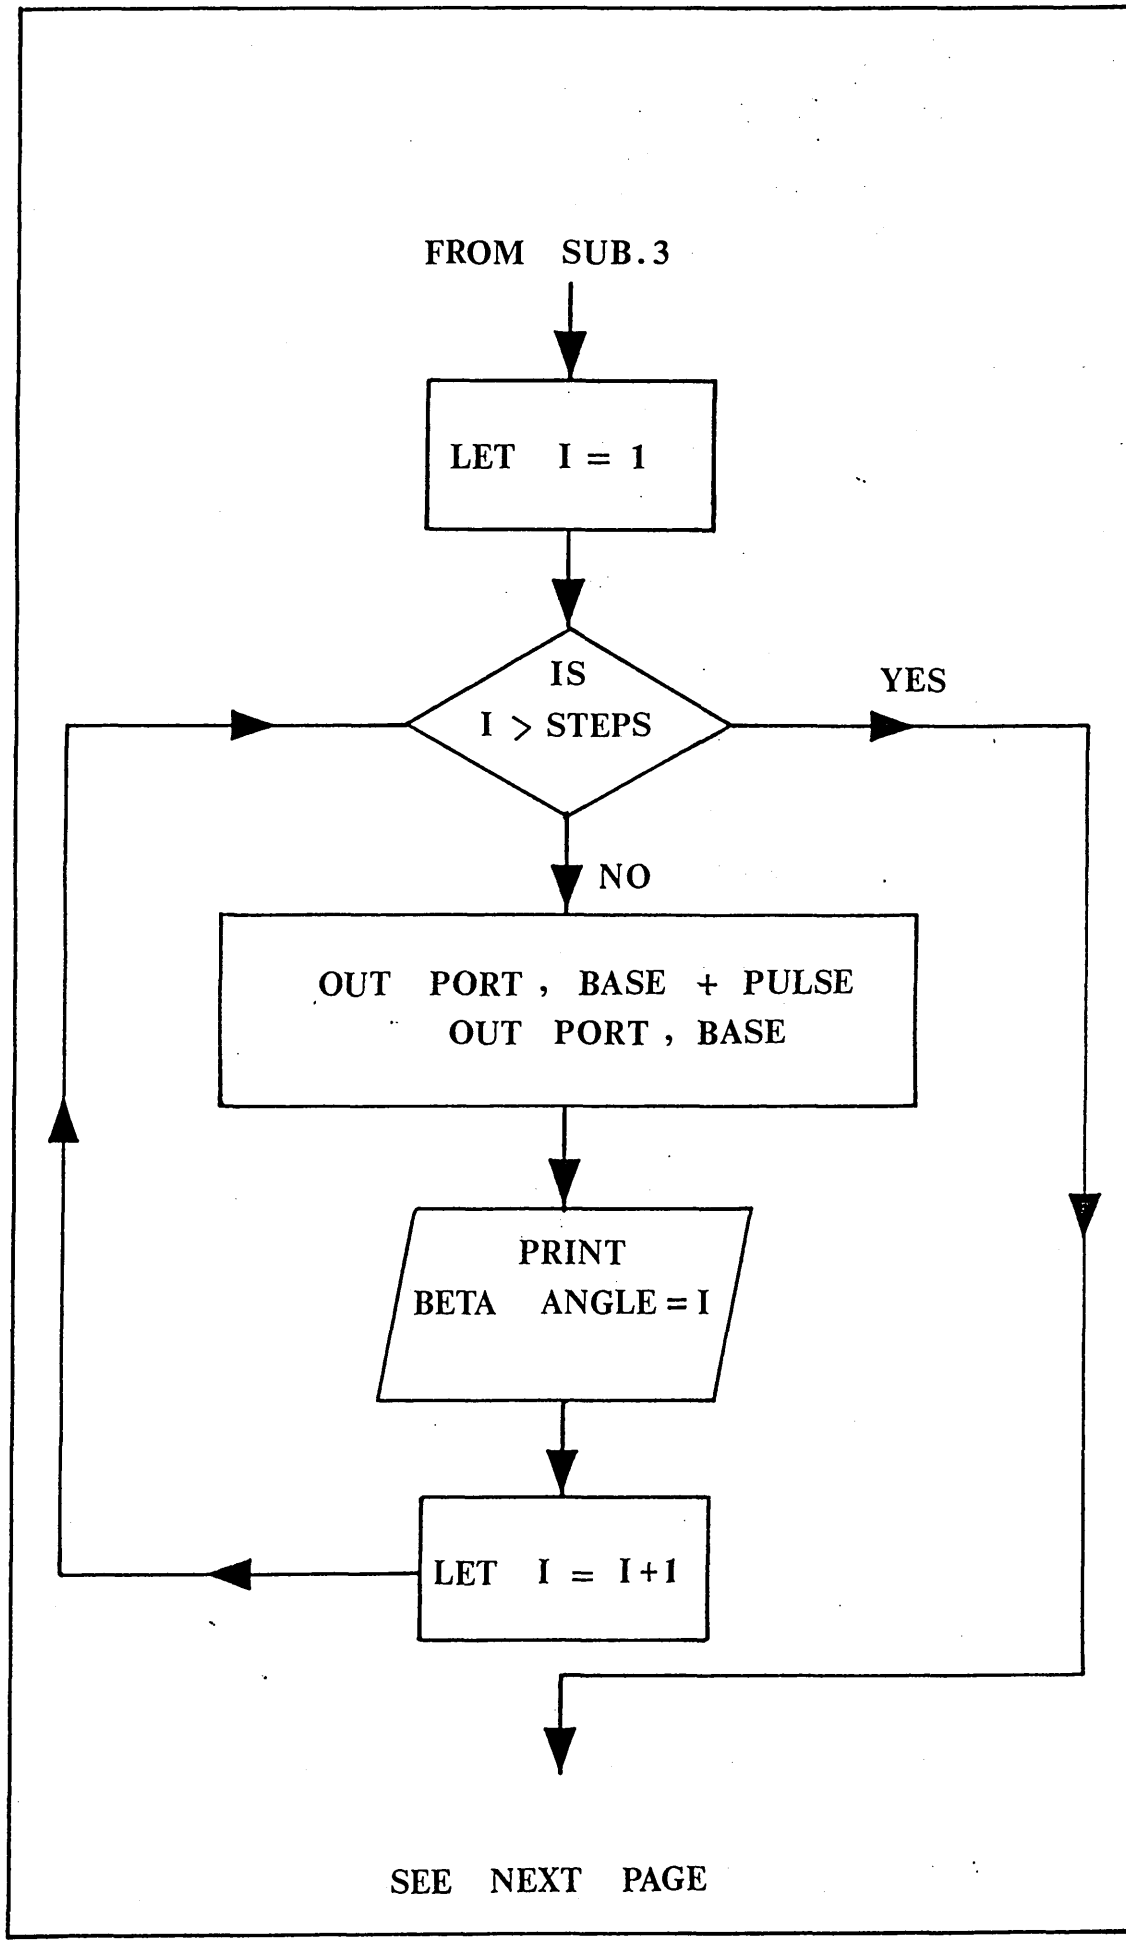 FROM SUB.3
LET I = 1
IS
I > STEPS
YES
NO
OUT PORT , BASE + PULSE
OUT PORT , BASE
PRINT
BETA ANGLE = I
LET I = I+1
SEE NEXT PAGE